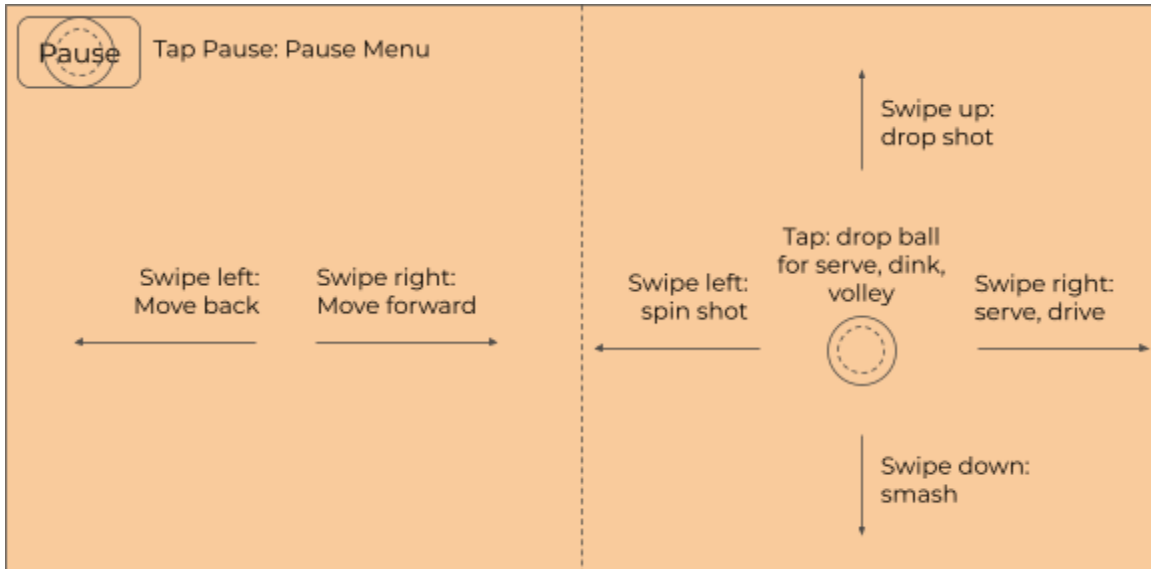 Pause
Tap Pause: Pause Menu
Swipe left:
Move back
Swipe right:
Move forward
Swipe up:
drop shot
Tap: drop ball
for serve, dink,
volley
Swipe left:
spin shot
Swipe right:
serve, drive
Swipe down:
smash